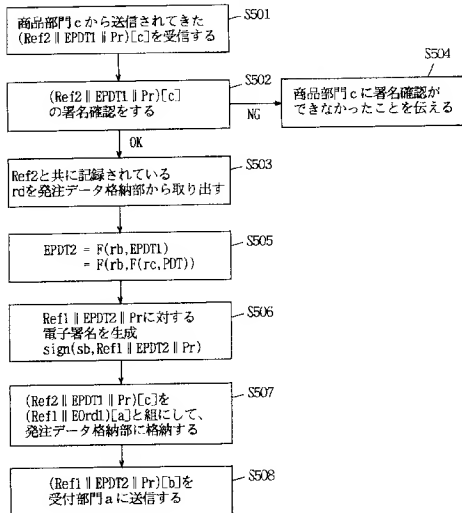 商品部門cから送信されてきた
(Ref2∥EPDT1∥Pr)[c]を受信する
S501
(Ref2∥EPDT1∥Pr)[c]
の署名確認をする
S502
NG
商品部門cに署名確認が
できなかったことを伝える
S504
OK
Ref2と共に記録されている
rdを発注データ格納部から取り出す
S503
EPDT2 = F(rb,EPDT1)
= F(rb,F(rc,PDT))
S505
Ref1∥EPDT2∥Prに対する
電子署名を生成
sign(sb,Ref1∥EPDT2∥Pr)
S506
(Ref2∥EPDT1∥Pr)[c]を
(Ref1∥EOrd1)[a]と組にして、
発注データ格納部に格納する
S507
(Ref1∥EPDT2∥Pr)[b]を
受付部門aに送信する
S508